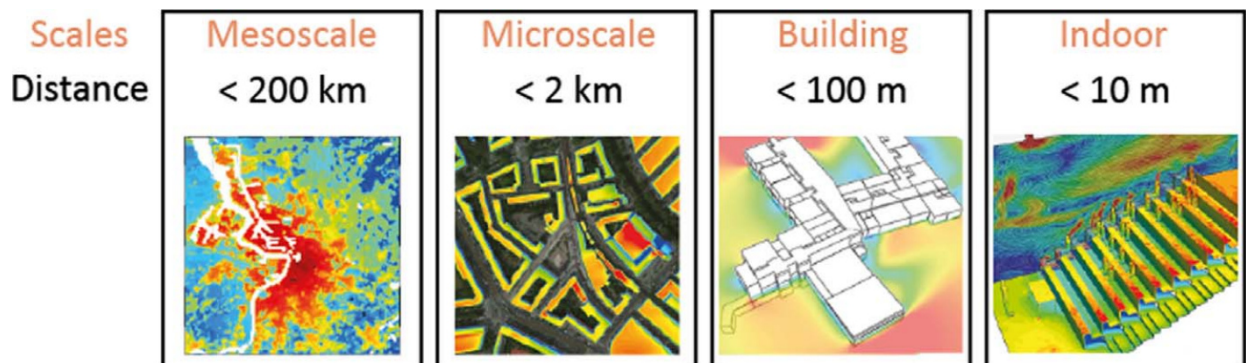 Scales Mesoscale Microscale Building Indoor
Distance < 200 km < 2 km < 100 m < 10 m